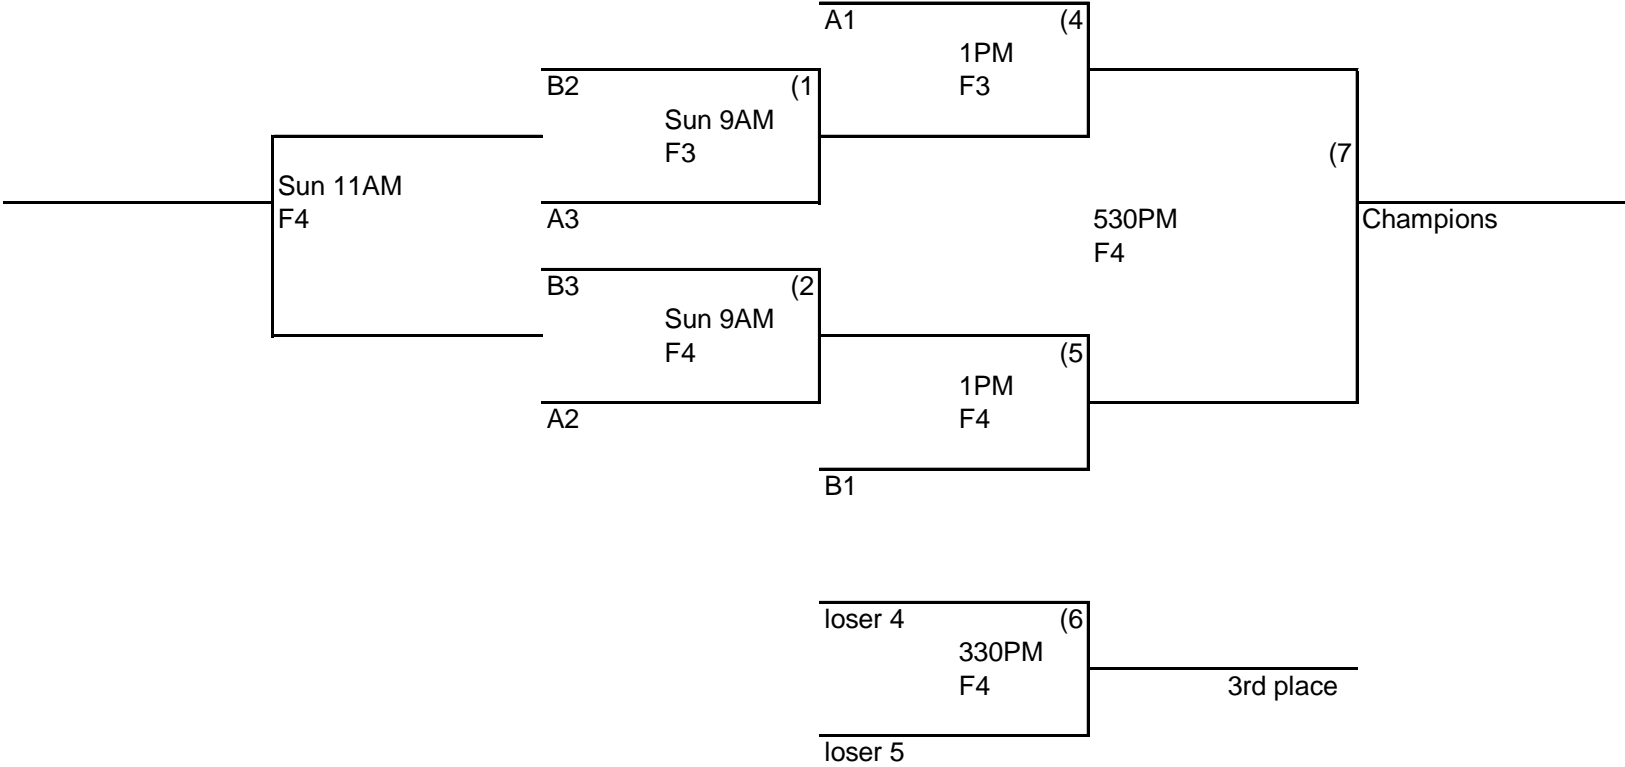 A1 (4
1PM
F3
B2 (1
Sun 9AM
F3
(7
Sun 11AM
F4
A3
530PM
F4
Champions
B3 (2
Sun 9AM
F4
(5
1PM
F4
A2
B1
loser 4 (6
330PM
F4
3rd place
loser 5